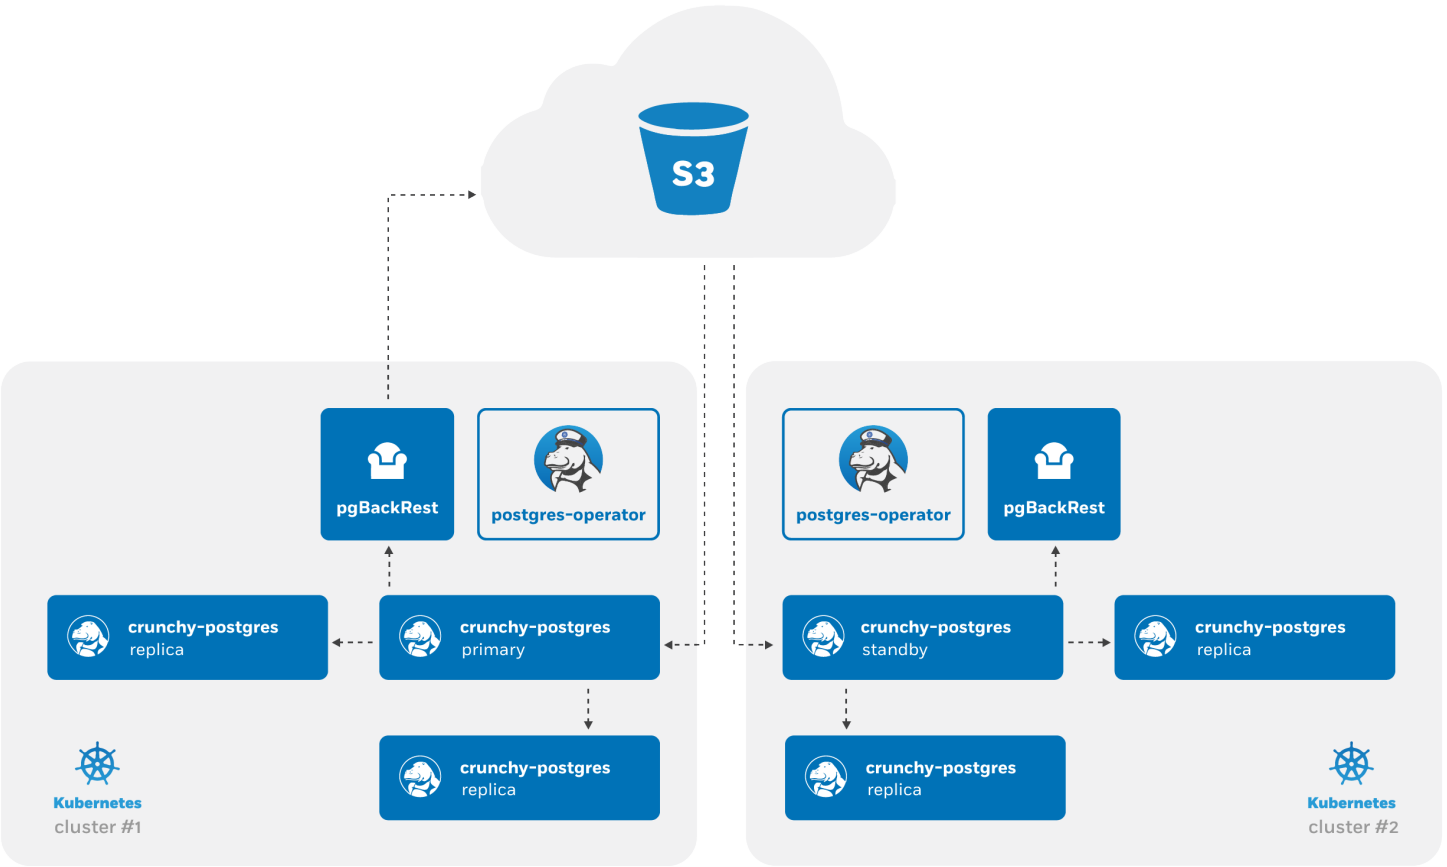 S3
pgBackRest
postgres-operator
crunchy-postgres
replica
crunchy-postgres
primary
crunchy-postgres
replica
Kubernetes
cluster #1
postgres-operator
pgBackRest
crunchy-postgres
standby
crunchy-postgres
replica
crunchy-postgres
replica
Kubernetes
cluster #2